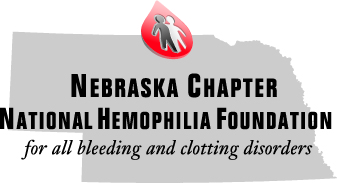 Nebraska Chapter
National Hemophilia Foundation
for all bleeding and clotting disorders